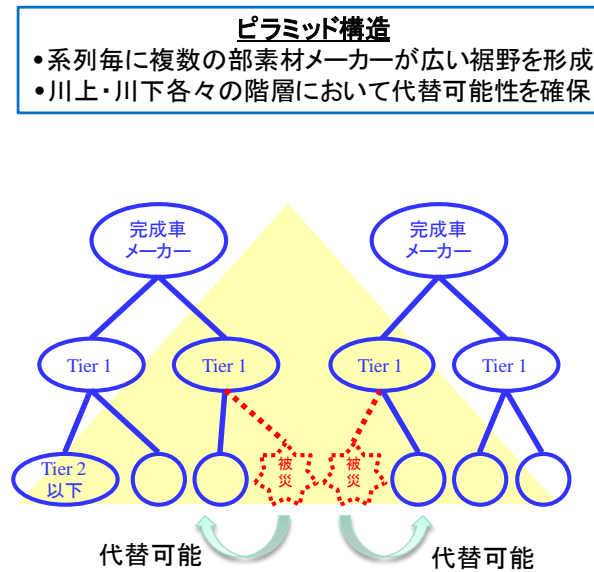 ピラミッド構造
•系列毎に複数の部素材メーカーが広い裾野を形成
•川上・川下各々の階層において代替可能性を確保
完成車
メーカー
完成車
メーカー
Tier 1
Tier 1
Tier 1
Tier 1
Tier 2
以下
被
災
被
災
代替可能
代替可能